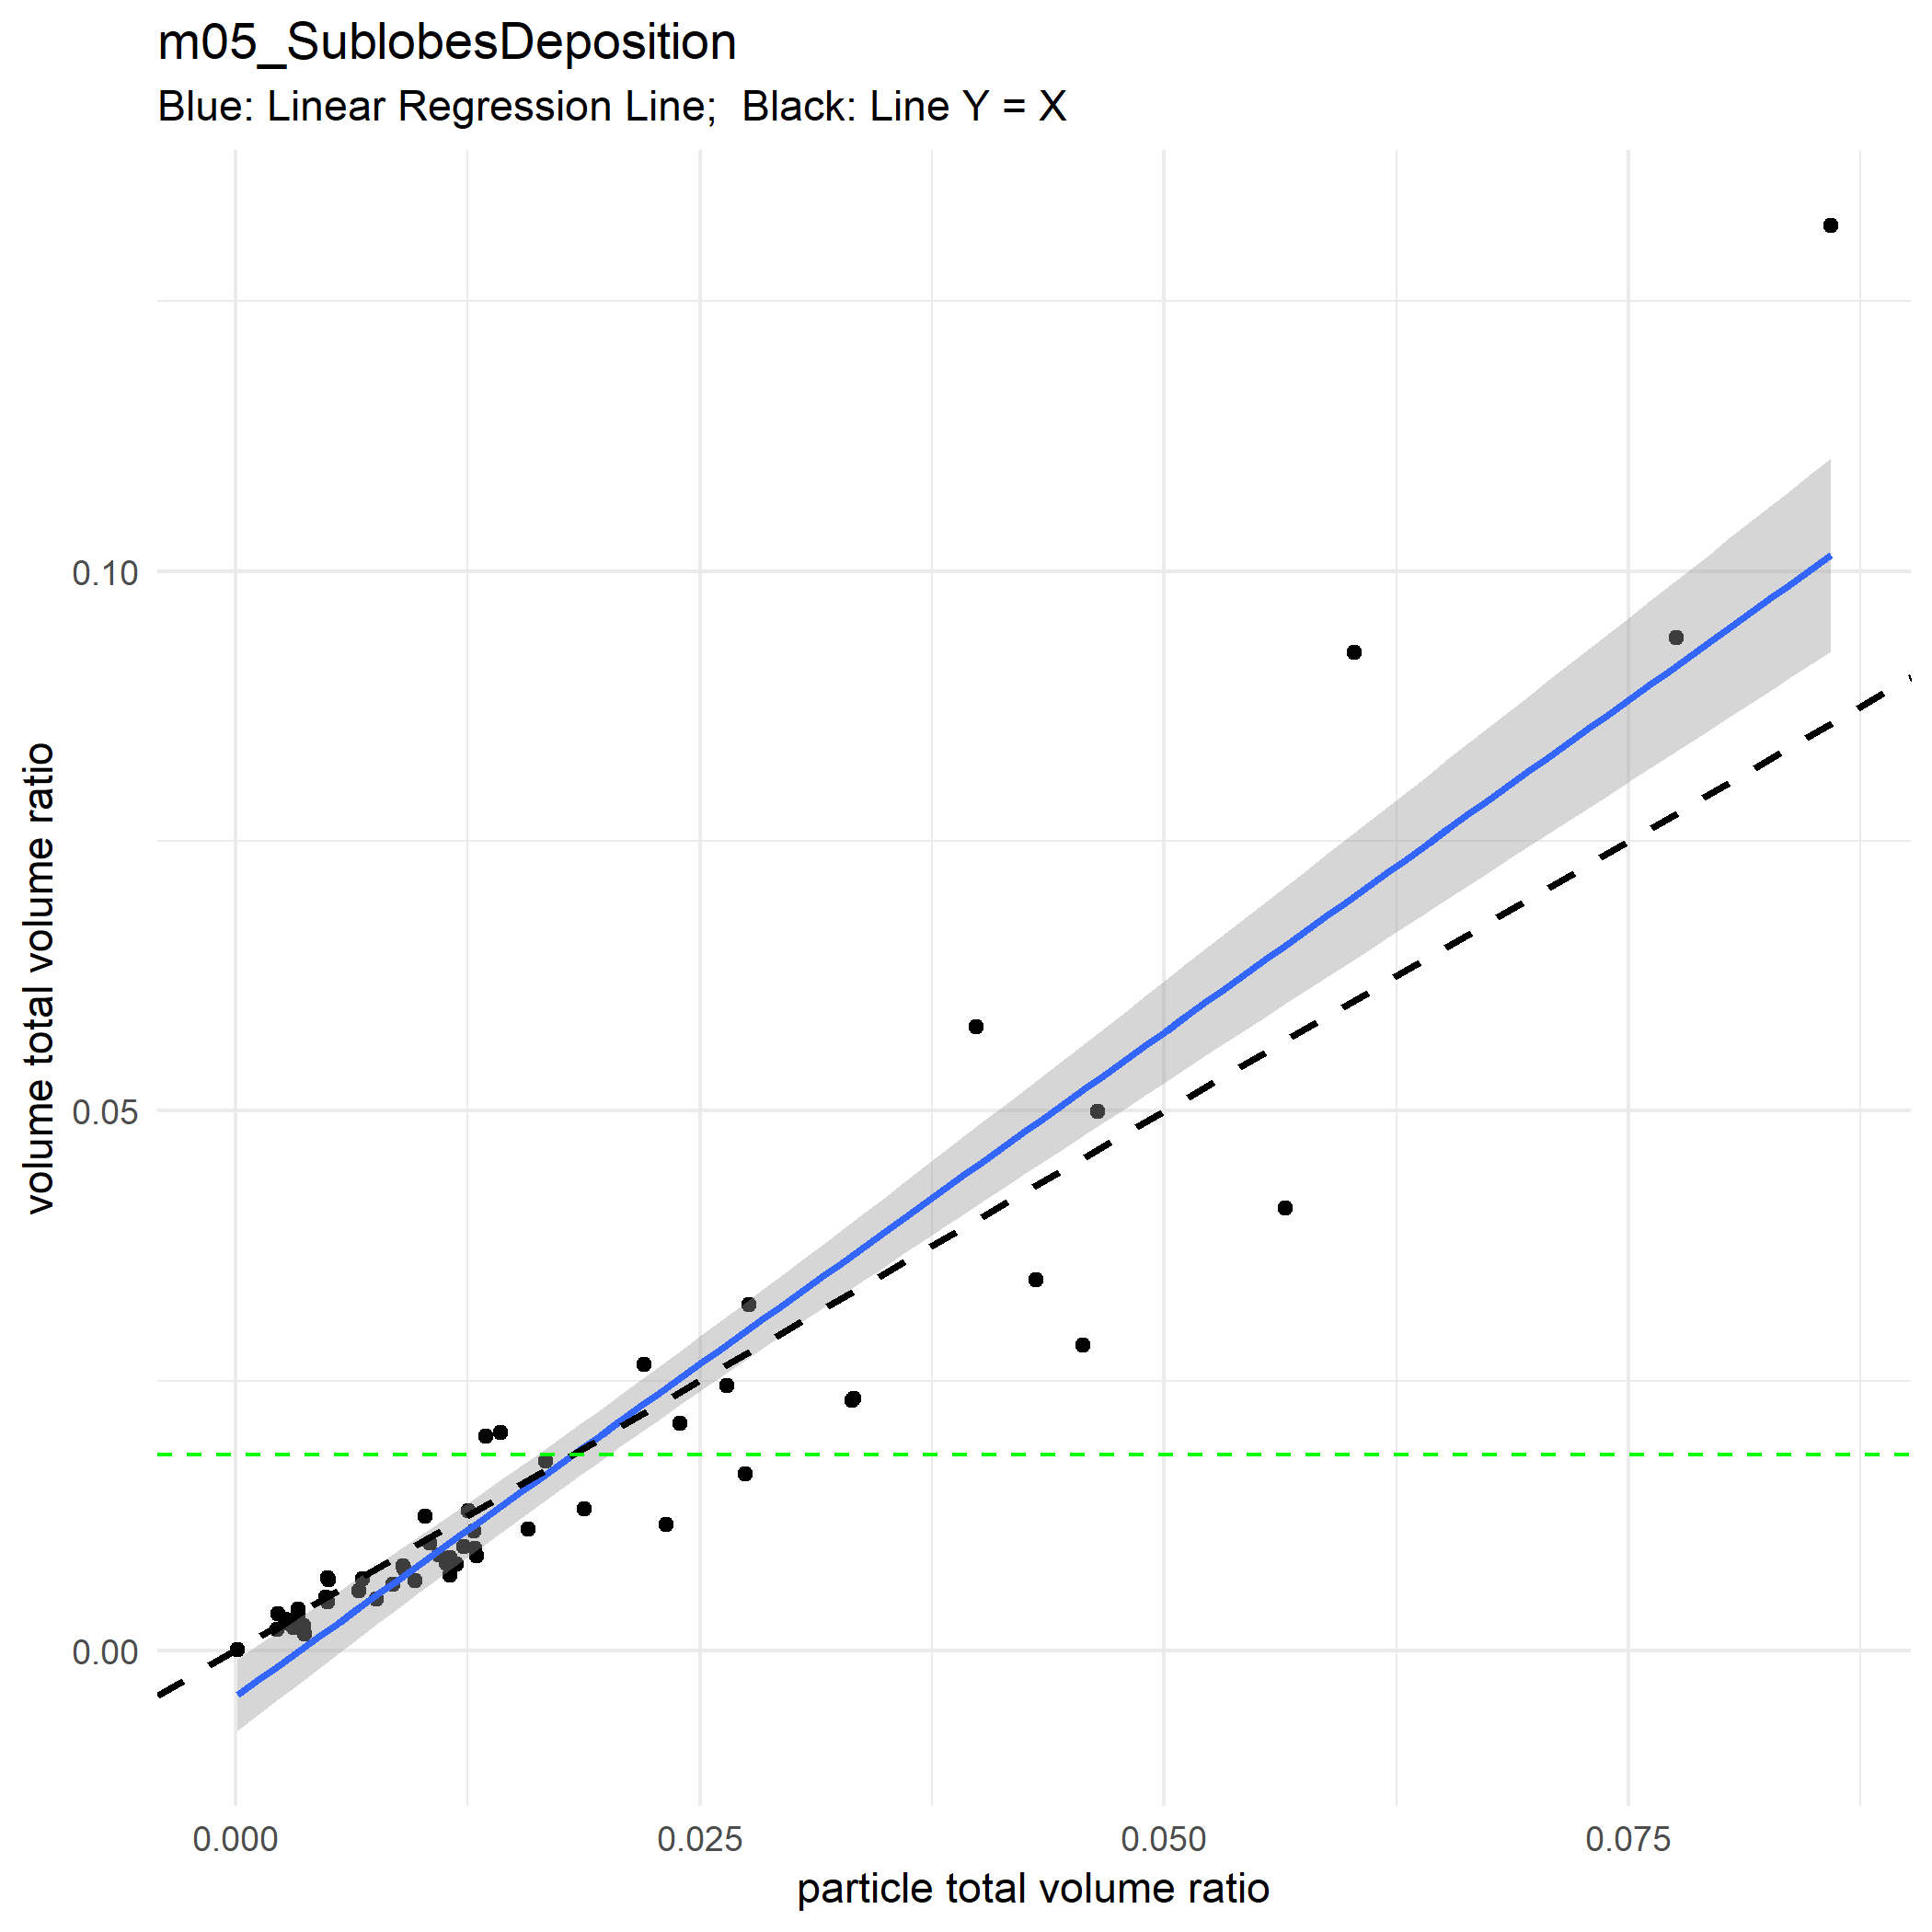 m05_SublobesDeposition
Blue: Linear Regression Line;  Black: Line Y = X
volume total volume ratio
0.10
0.05
0.00
0.000
0.025
0.050
0.075
particle total volume ratio